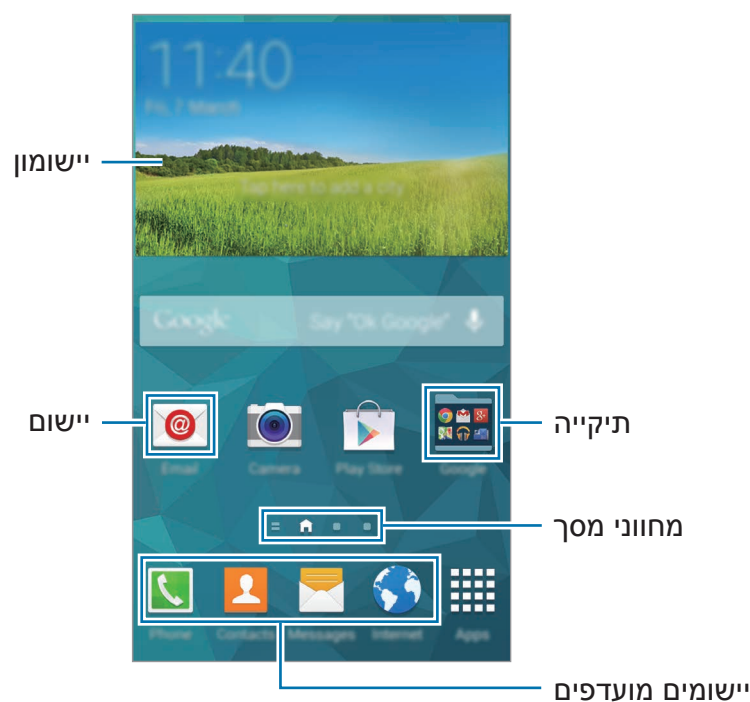 11:40
Fri, 7 March
יישומון
Tap here to add a city
Google Say "Ok Google"
יישום
תיקייה
Email Camera Play Store Google
מחווני מסך
Phone Contacts Messages Internet Apps
יישומים מועדפים